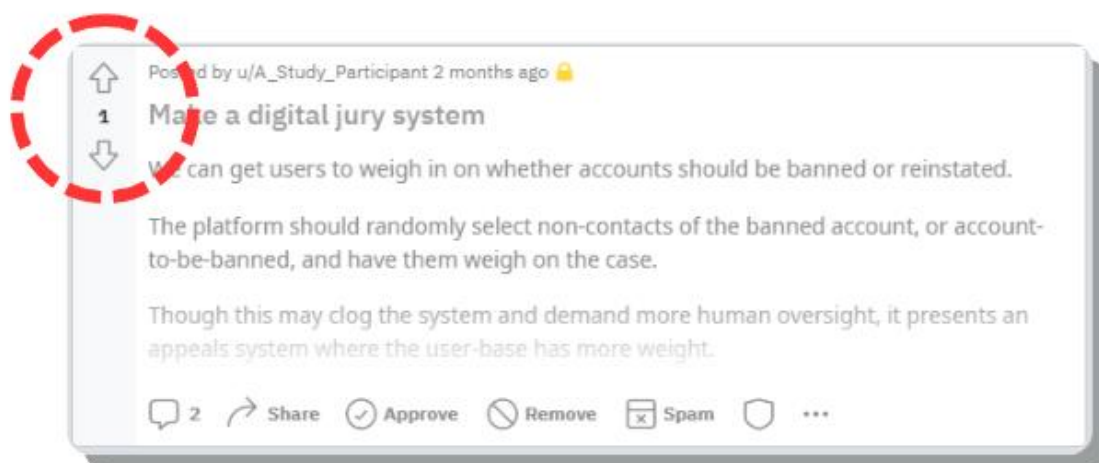 Posted by u/A_Study_Participant 2 months ago
1
Make a digital jury system
We can get users to weigh in on whether accounts should be banned or reinstated.
The platform should randomly select non-contacts of the banned account, or account-
to-be-banned, and have them weigh on the case.
Though this may clog the system and demand more human oversight, it presents an
appeals system where the user-base has more weight.
2 Share Approve Remove Spam ...